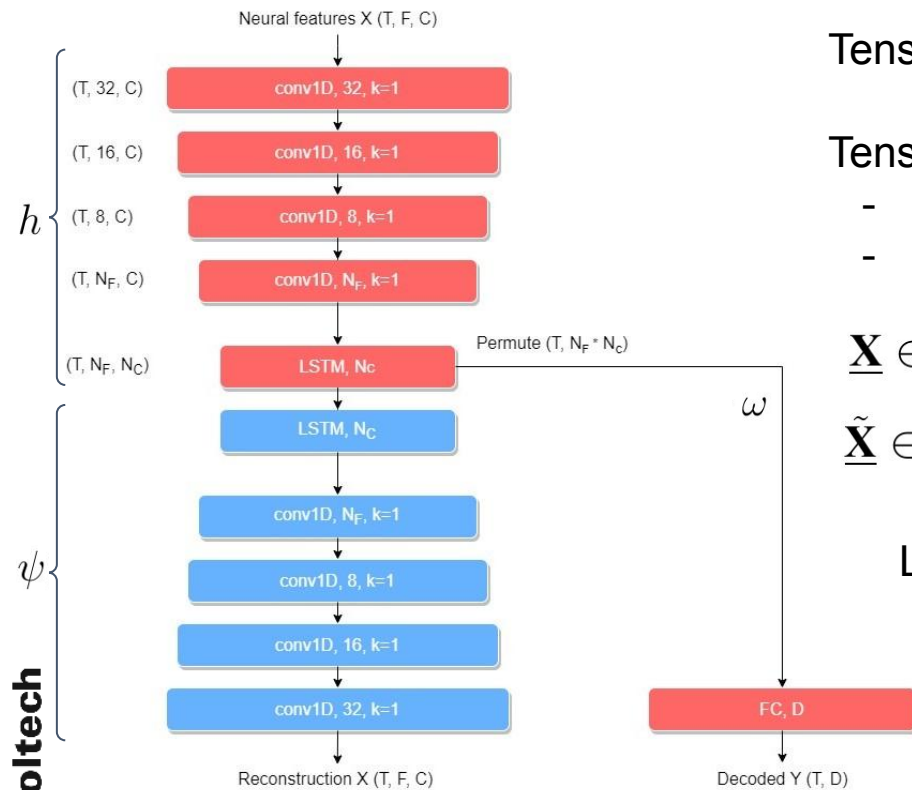 Neural features X (T, F, C)
(T, 32, C)
conv1D, 32, k=1
(T, 16, C)
conv1D, 16, k=1
(T, 8, C)
conv1D, 8, k=1
h
(T, N_F, C)
conv1D, N_F, k=1
(T, N_F, N_C)
LSTM, Nc
Permute (T, N_F * N_c)
ω
LSTM, N_C
conv1D, N_F, k=1
ψ
conv1D, 8, k=1
conv1D, 16, k=1
conv1D, 32, k=1
FC, D
Reconstruction X (T, F, C)
Decoded Y (T, D)
Tens
Tens
-
-
X ∈
X̃ ∈
L
oltech